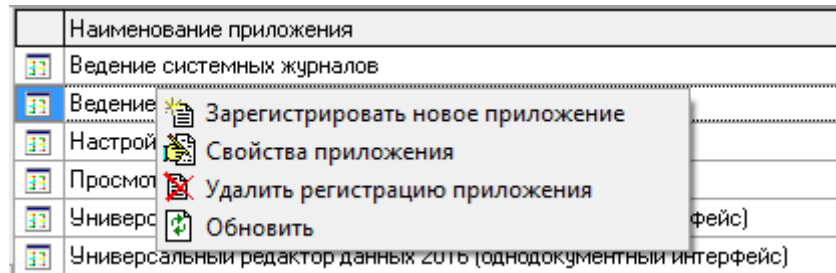 Наименование приложения
Ведение системных журналов
Ведение
Зарегистрировать новое приложение
Настрой
Свойства приложения
Просмот
Удалить регистрацию приложения
Универс
фейс)
Обновить
Универсальный редактор данных 2016 (однодокументный интерфейс)